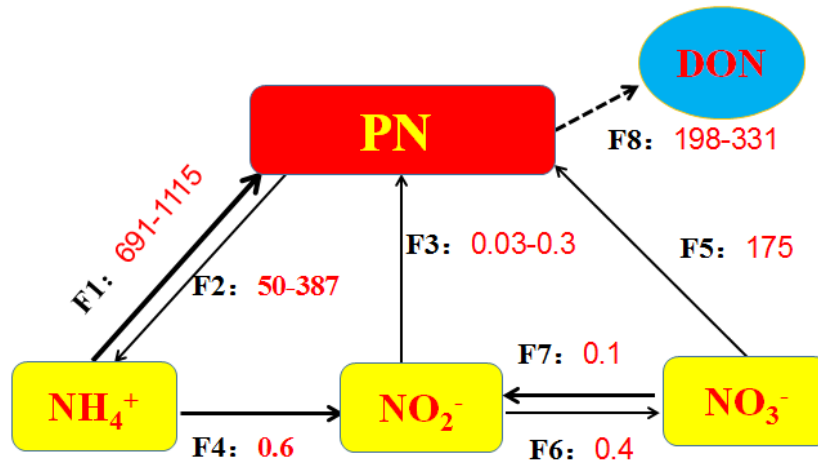 DON
PN
F8：198-331
F1：691-1115
F3：0.03-0.3
F5：175
F2：50-387
F7：0.1
NH₄⁺
NO₂⁻
NO₃⁻
F4：0.6
F6：0.4